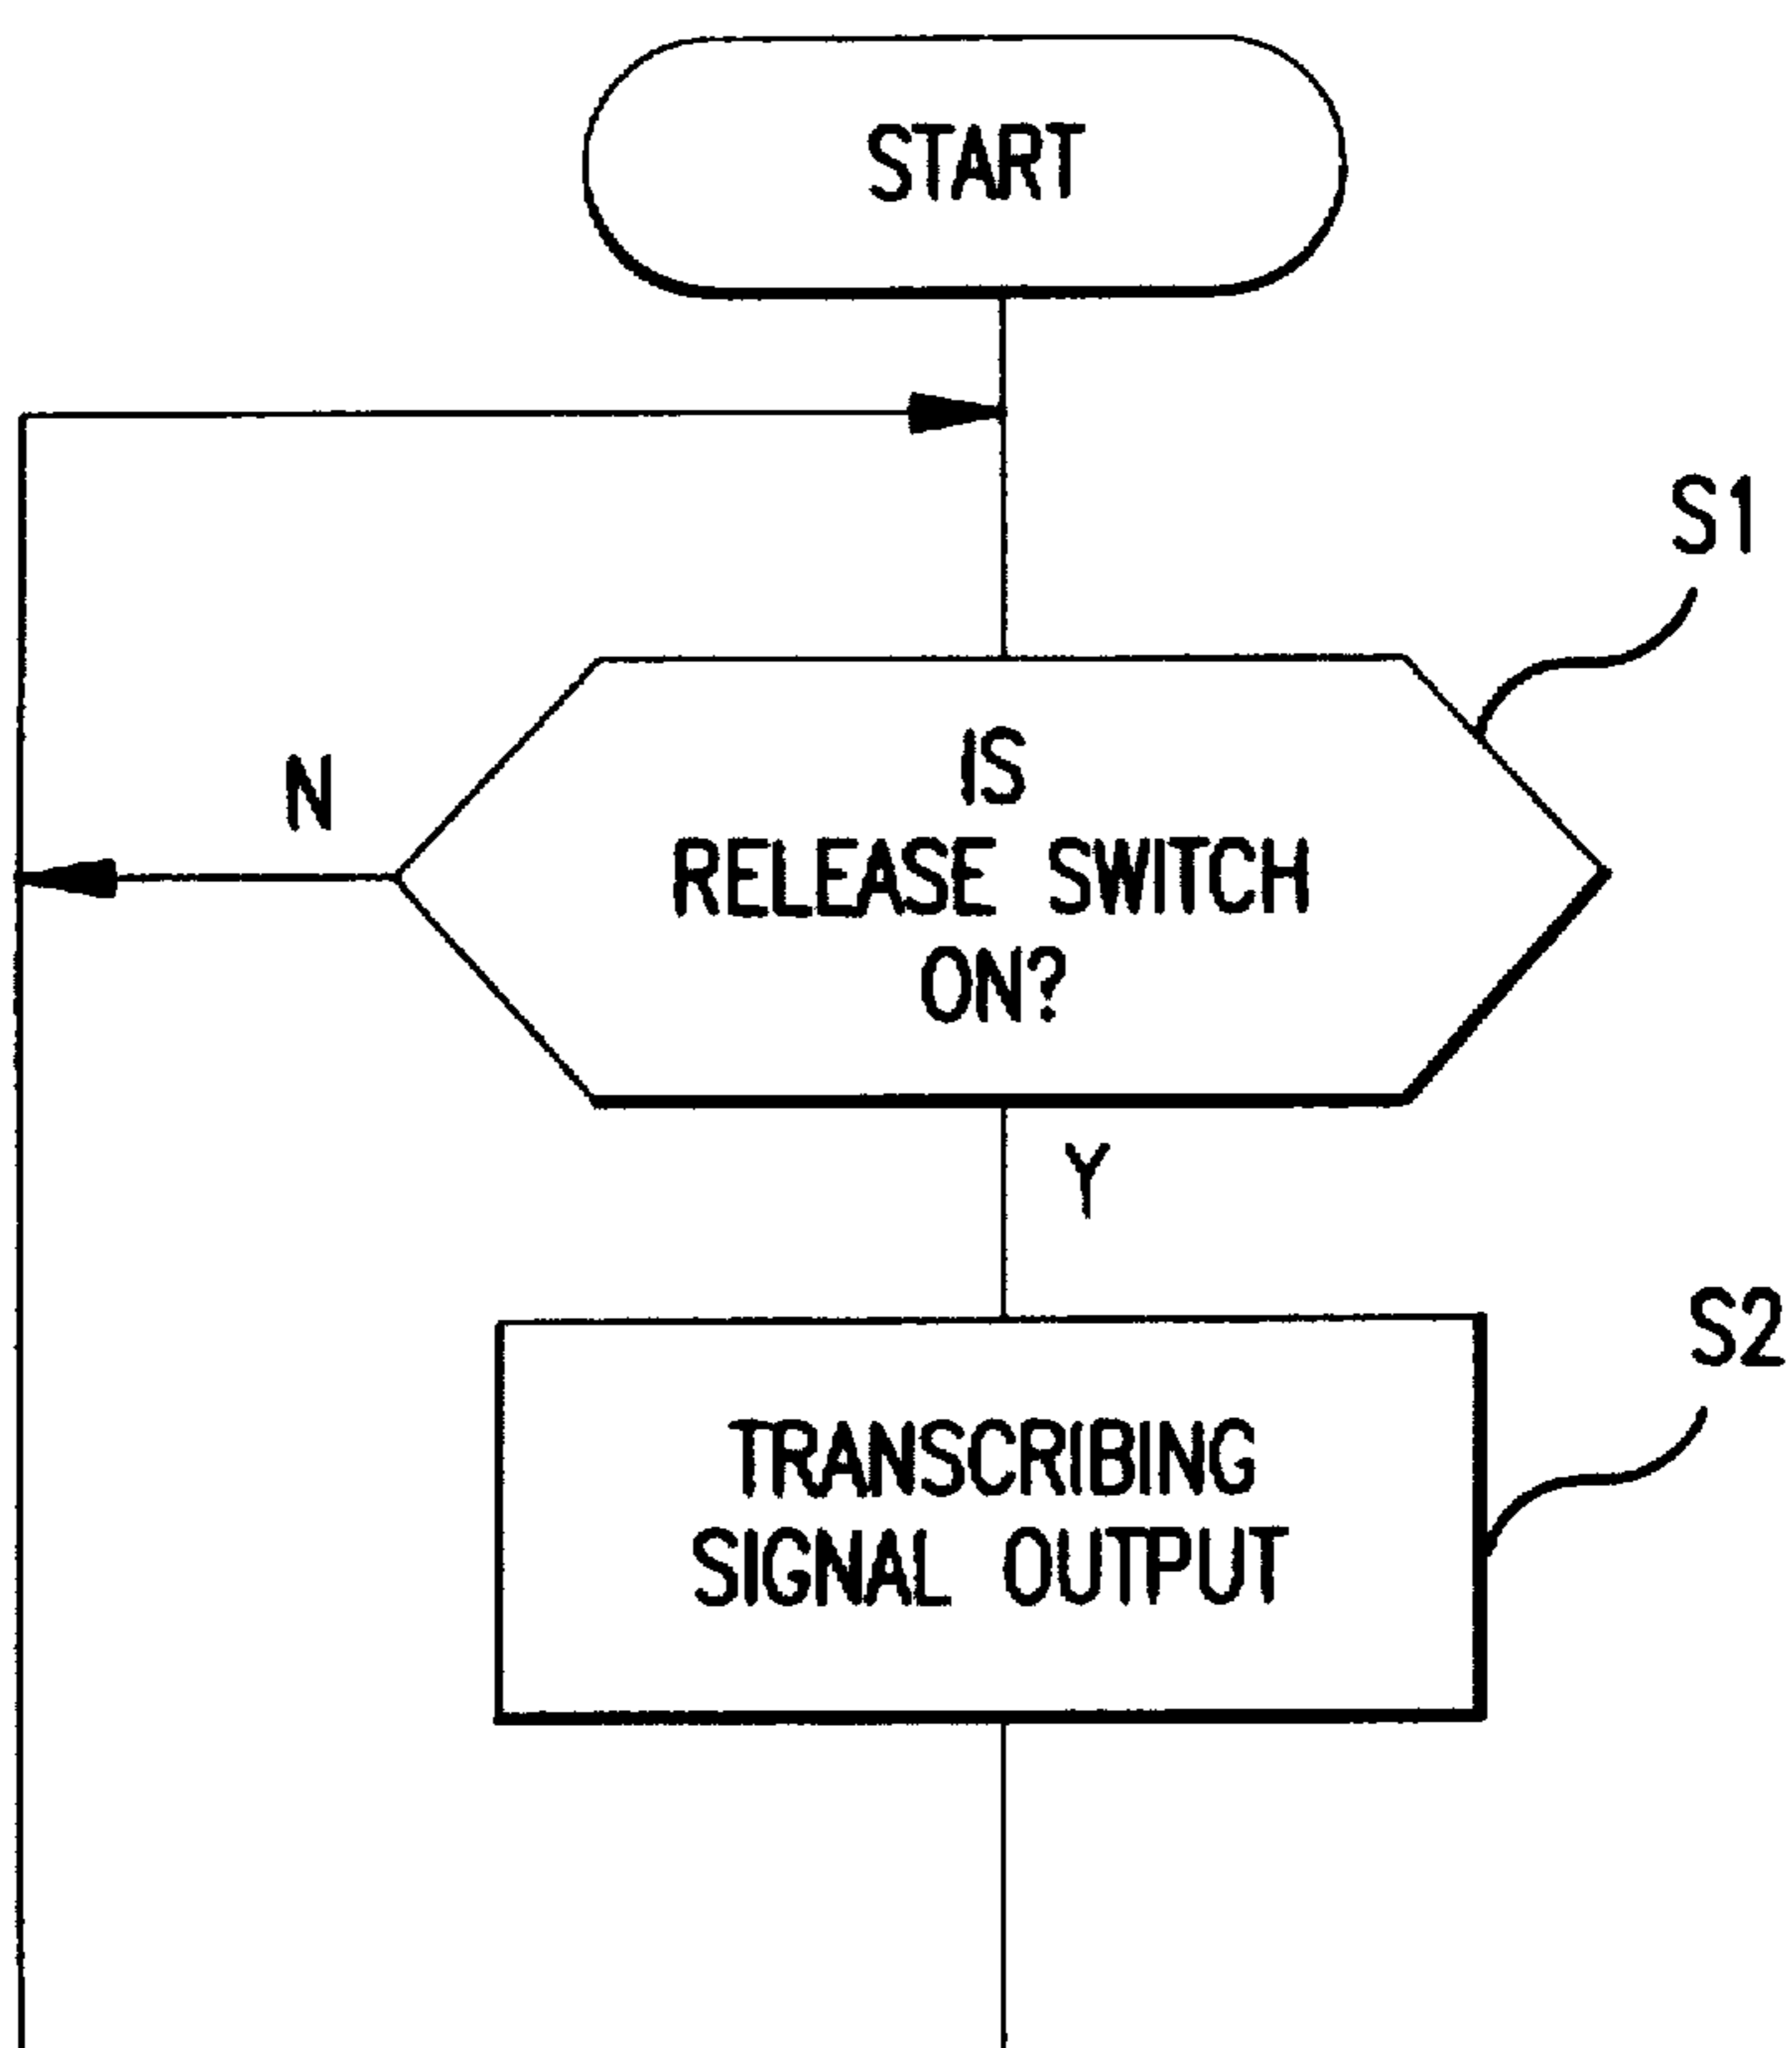 START
S1
IS
N
RELEASE SWITCH
ON?
Y
S2
TRANSCRIBING
SIGNAL OUTPUT